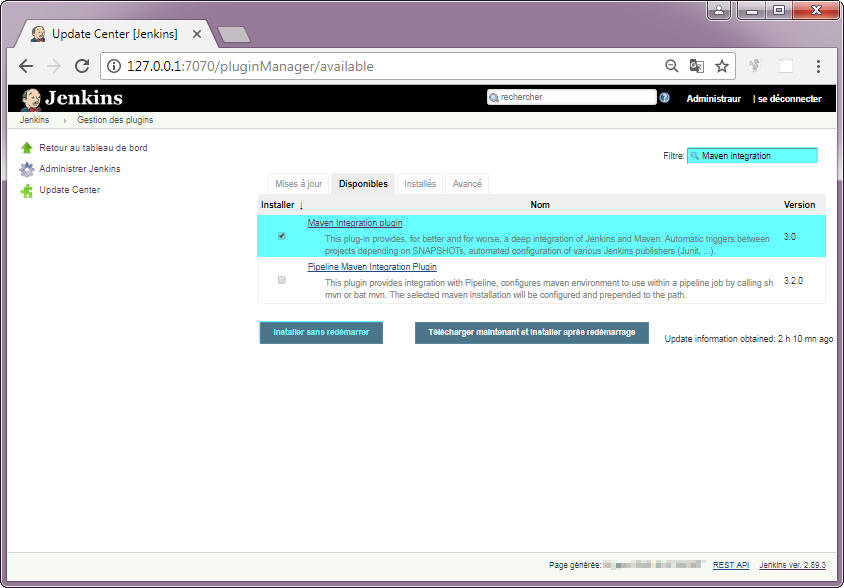 Update Center [Jenkins]
127.0.0.1:7070/pluginManager/available
Jenkins
rechercher
Administraur
| se déconnecter
Jenkins
Gestion des plugins
Retour au tableau de bord
Administrer Jenkins
Update Center
Filtre: Maven integration
Mises à jour
Disponibles
Installés
Avancé
Installer ↓
Nom
Version
Maven Integration plugin
This plug-in provides, for better and for worse, a deep integration of Jenkins and Maven: Automatic triggers between
projects depending on SNAPSHOTS, automated configuration of various Jenkins publishers (Junit, ...).
3.0
Pipeline Maven Integration Plugin
This plugin provides integration with Pipeline, configures maven environment to use within a pipeline job by calling sh
mvn or bat mvn. The selected maven installation will be configured and prepended to the path.
3.2.0
Installer sans redémarrer
Télécharger maintenant et installer après redémarrage
Update information obtained: 2 h 10 mn ago
Page générée:
REST API
Jenkins ver. 2.89.3